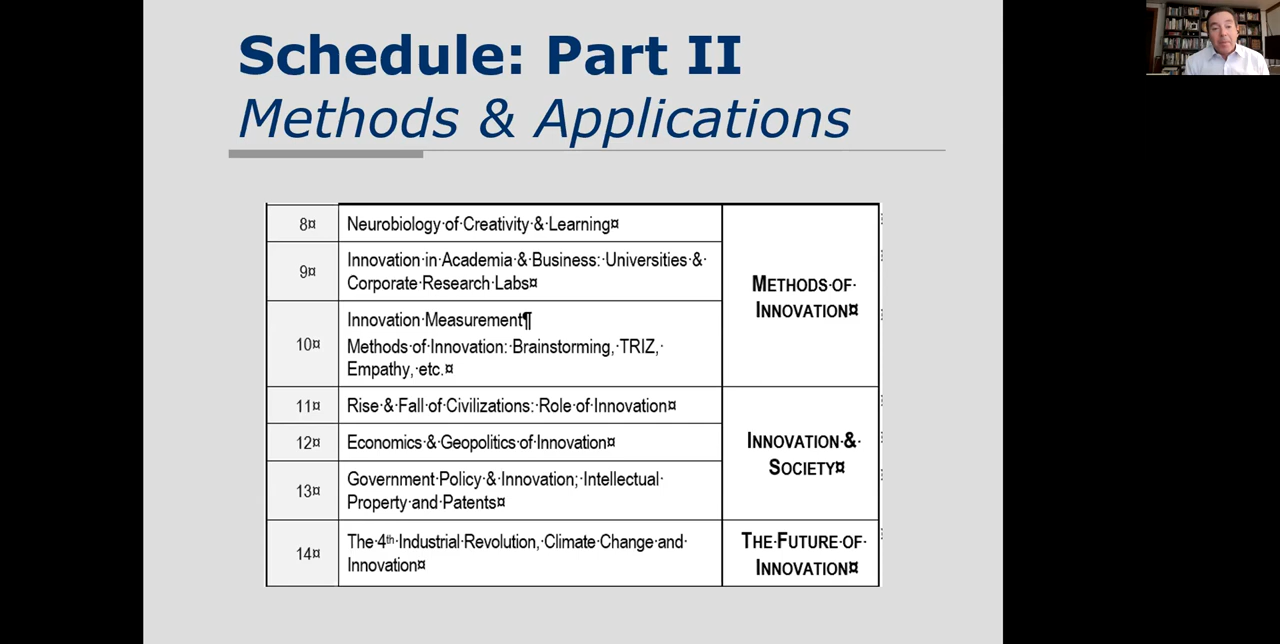 Schedule: Part II
Methods & Applications
8¤
Neurobiology·of·Creativity·&·Learning¤
METHODS·OF·
INNOVATION¤
9¤
Innovation·in·Academia·&·Business:·Universities·&·
Corporate·Research·Labs¤
10¤
Innovation·Measurement¶
Methods·of·Innovation:·Brainstorming,·TRIZ,·
Empathy,·etc.¤
11¤
Rise·&·Fall·of·Civilizations:·Role·of·Innovation¤
INNOVATION·&·
SOCIETY¤
12¤
Economics·&·Geopolitics·of·Innovation¤
13¤
Government·Policy·&·Innovation;·Intellectual·
Property·and·Patents¤
14¤
The·4th·Industrial·Revolution,·Climate·Change·and·
Innovation¤
THE·FUTURE·OF·
INNOVATION¤